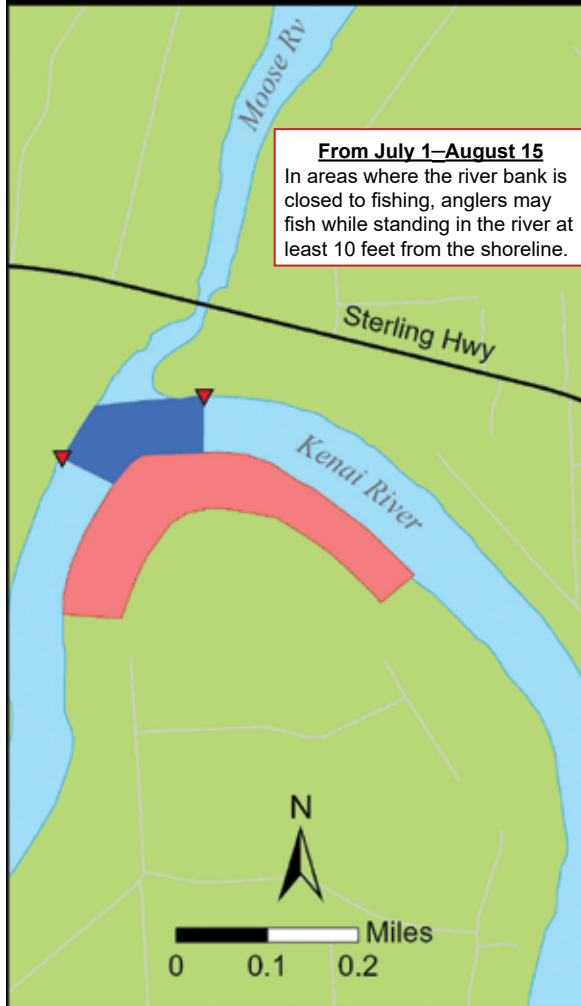 Moose Rv
From July 1–August 15
In areas where the river bank is
closed to fishing, anglers may
fish while standing in the river at
least 10 feet from the shoreline.
Sterling Hwy
Kenai River
N
Miles
0 0.1 0.2